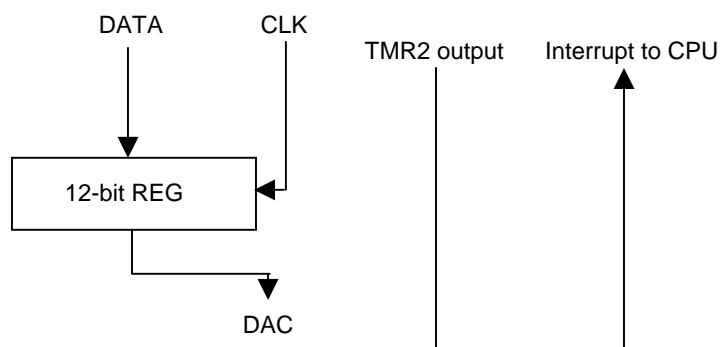 DATA
CLK
TMR2 output
Interrupt to CPU
12-bit REG
DAC